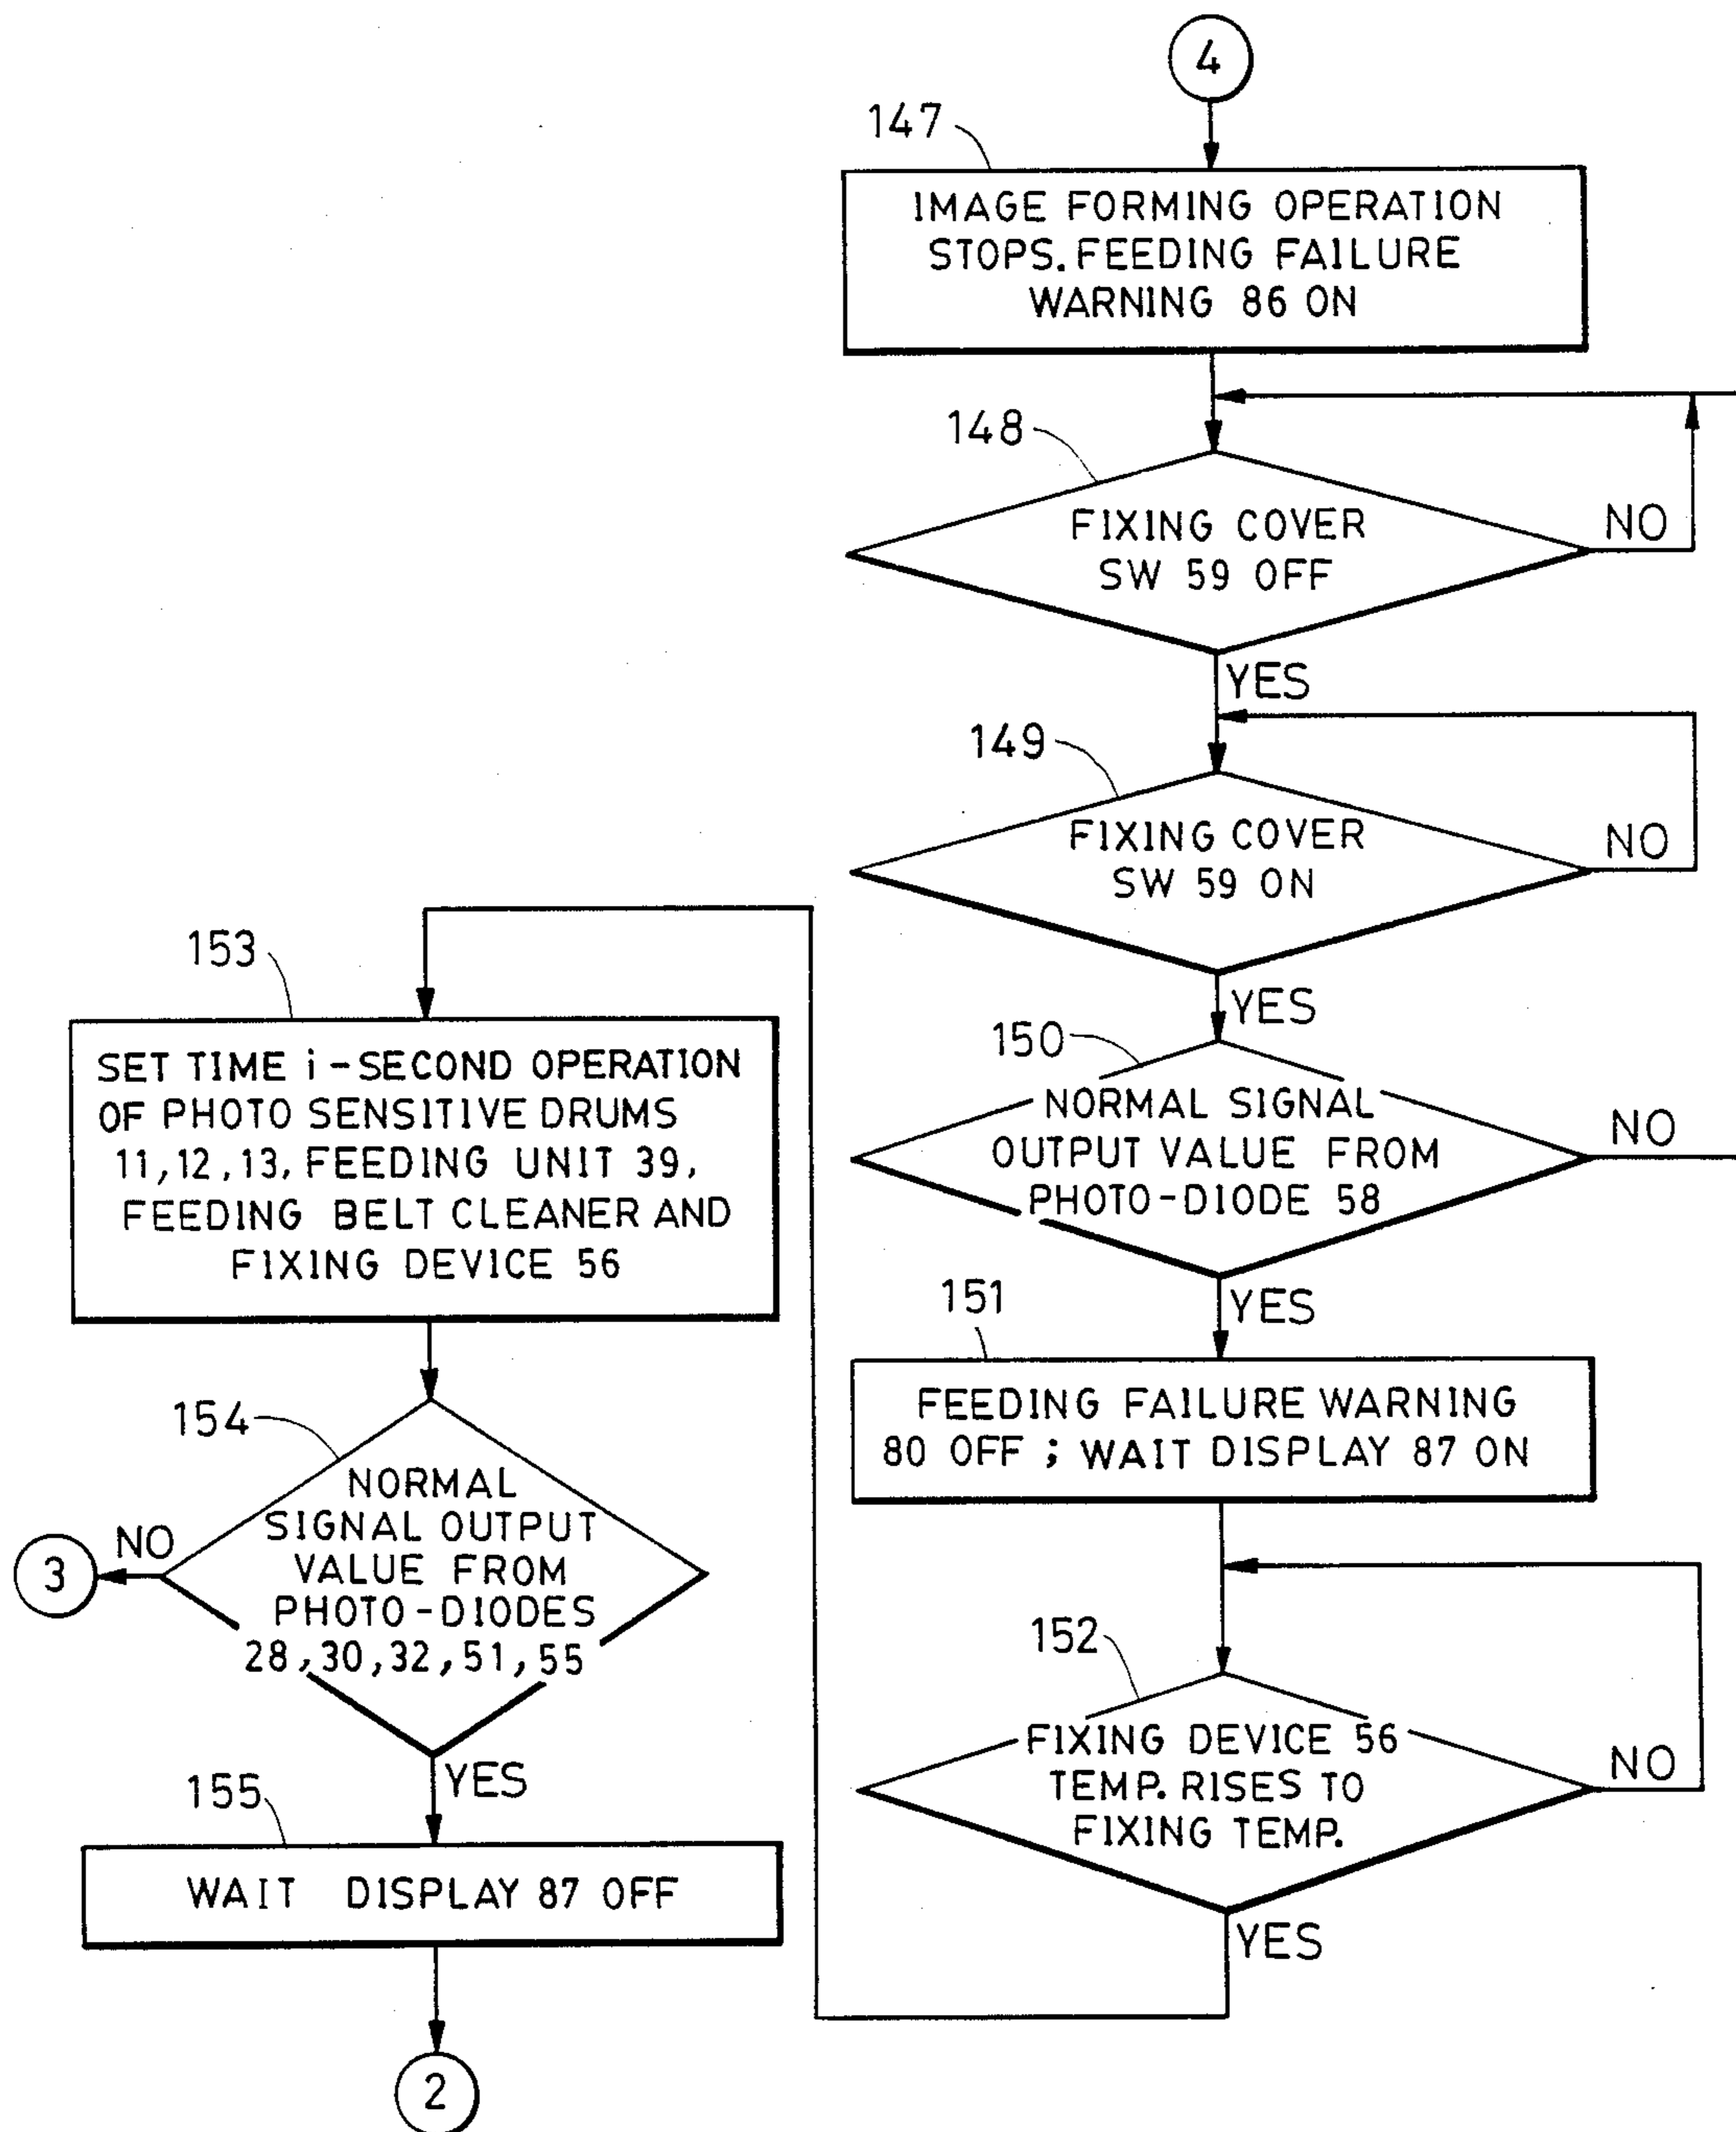 4
147
IMAGE FORMING OPERATION
STOPS. FEEDING FAILURE
WARNING 86 ON
148
FIXING COVER
SW 59 OFF
NO
YES
149
FIXING COVER
SW 59 ON
NO
YES
150
NORMAL SIGNAL
OUTPUT VALUE FROM
PHOTO-DIODE 58
NO
YES
151
FEEDING FAILURE WARNING
80 OFF ; WAIT DISPLAY 87 ON
152
FIXING DEVICE 56
TEMP. RISES TO
FIXING TEMP.
NO
YES
153
SET TIME i-SECOND OPERATION
OF PHOTO SENSITIVE DRUMS
11,12,13, FEEDING UNIT 39,
FEEDING BELT CLEANER AND
FIXING DEVICE 56
154
NORMAL
SIGNAL OUTPUT
VALUE FROM
PHOTO-DIODES
28,30,32,51,55
NO
3
YES
155
WAIT DISPLAY 87 OFF
2